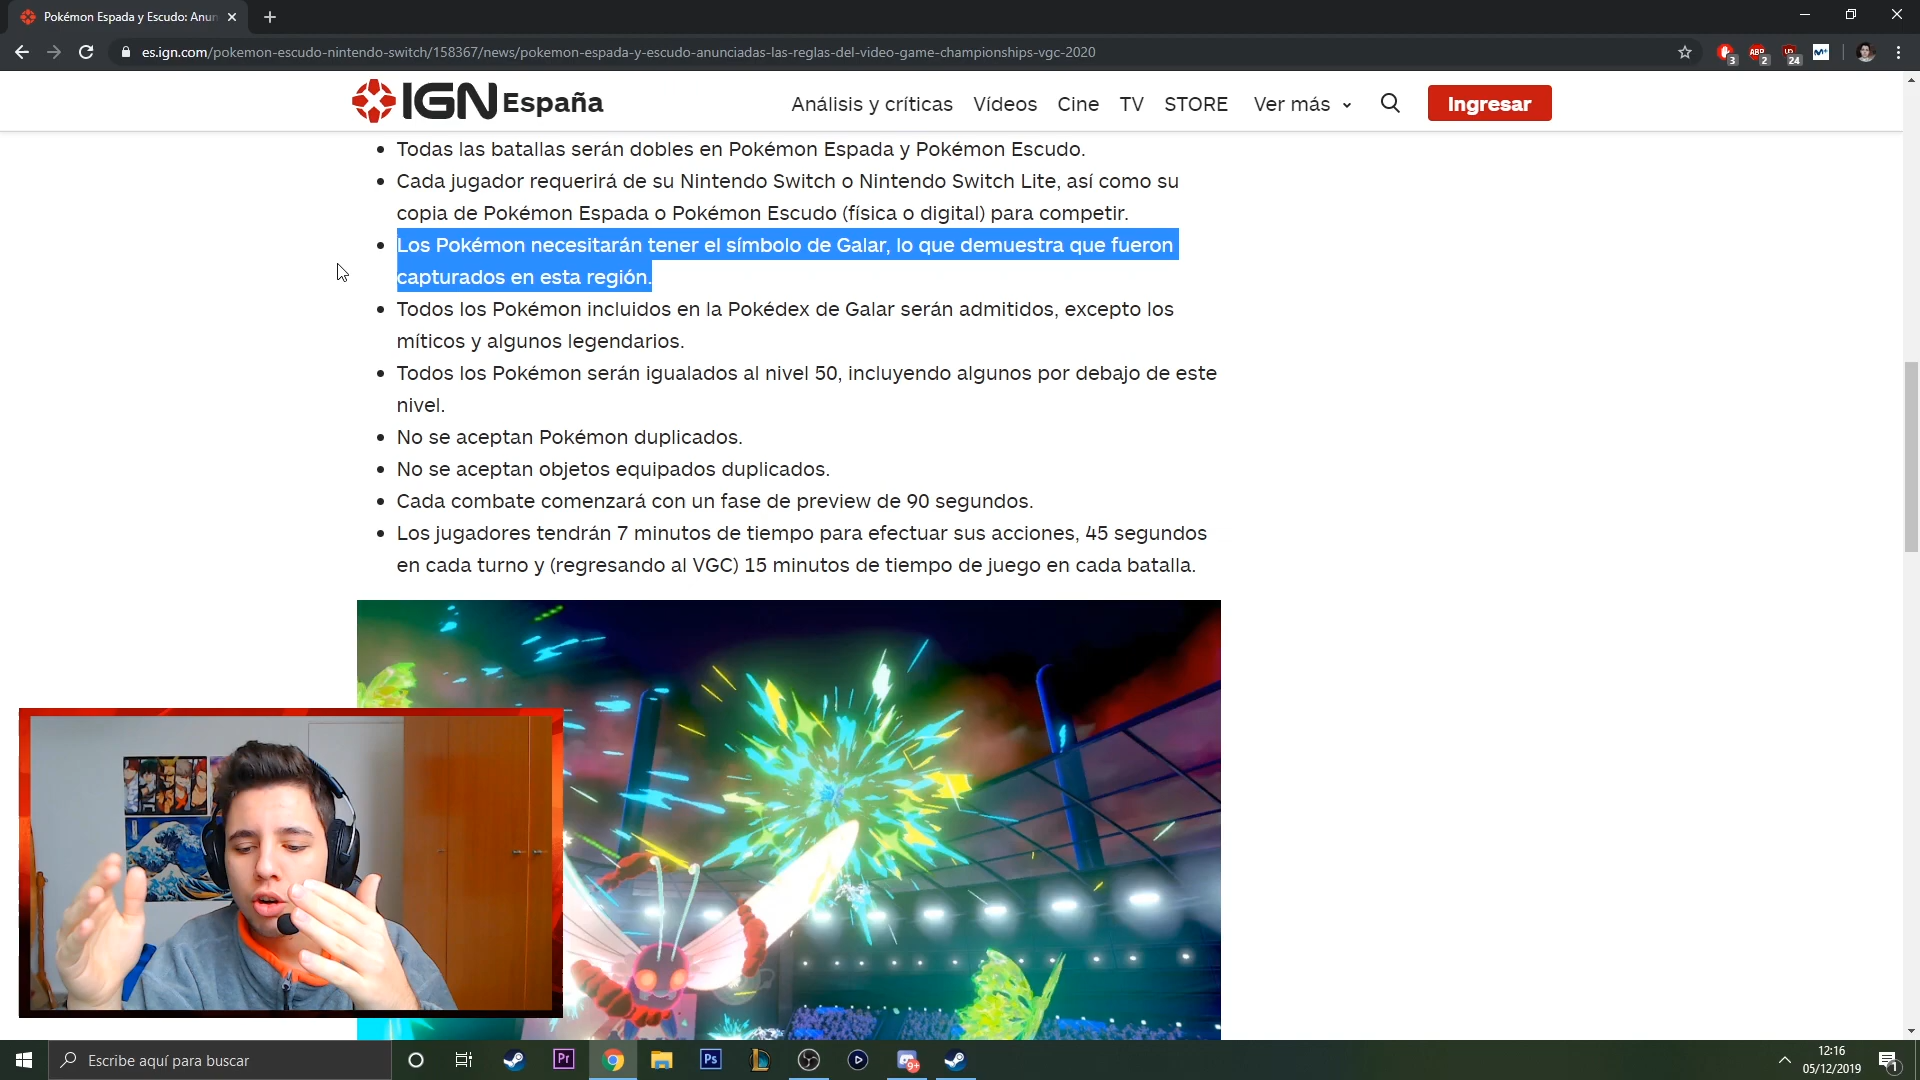 Pokémon Espada y Escudo: Anun
es.ign.com/pokemon-escudo-nintendo-switch/158367/news/pokemon-espada-y-escudo-anunciadas-las-reglas-del-video-game-championships-vgc-2020
3
ABP
2
24
M+
IGN España
Análisis y críticas Vídeos Cine TV STORE Ver más
Ingresar
Todas las batallas serán dobles en Pokémon Espada y Pokémon Escudo.
Cada jugador requerirá de su Nintendo Switch o Nintendo Switch Lite, así como su
copia de Pokémon Espada o Pokémon Escudo (física o digital) para competir.
Los Pokémon necesitarán tener el símbolo de Galar, lo que demuestra que fueron
capturados en esta región.
Todos los Pokémon incluidos en la Pokédex de Galar serán admitidos, excepto los
míticos y algunos legendarios.
Todos los Pokémon serán igualados al nivel 50, incluyendo algunos por debajo de este
nivel.
No se aceptan Pokémon duplicados.
No se aceptan objetos equipados duplicados.
Cada combate comenzará con un fase de preview de 90 segundos.
Los jugadores tendrán 7 minutos de tiempo para efectuar sus acciones, 45 segundos
en cada turno y (regresando al VGC) 15 minutos de tiempo de juego en cada batalla.
Escribe aquí para buscar
Pr
Ps
L
9+
12:16
05/12/2019
1